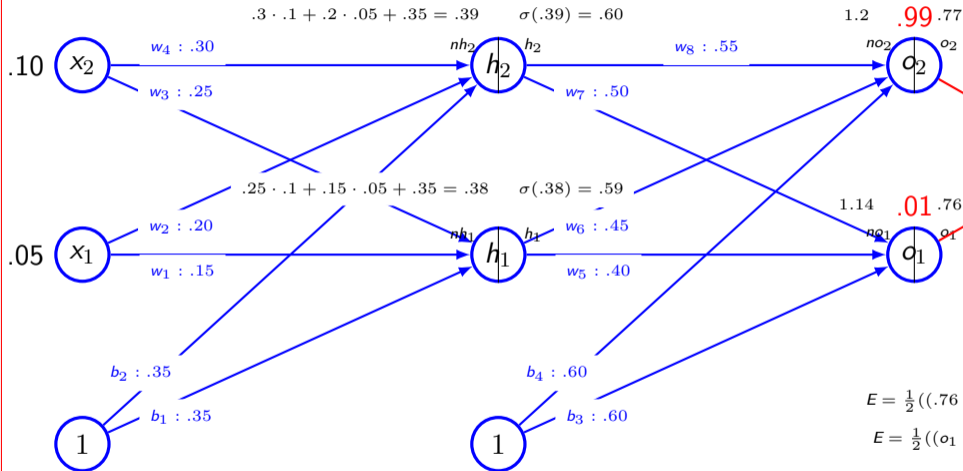 .3 · .1 + .2 · .05 + .35 = .39 σ(.39) = .60 1.2 .99 .77
w₄ : .30 nh₂ h₂ w₈ : .55 no₂ o₂
.10 x₂ h₂ o₂
w₃ : .25 w₇ : .50
.25 · .1 + .15 · .05 + .35 = .38 σ(.38) = .59 1.14 .01 .76
w₂ : .20 nh₁ h₁ w₆ : .45 no₁ o₁
.05 x₁ h₁ o₁
w₁ : .15 w₅ : .40
b₂ : .35 b₄ : .60
b₁ : .35 b₃ : .60
E = ½((.76
1 1 E = ½((o₁